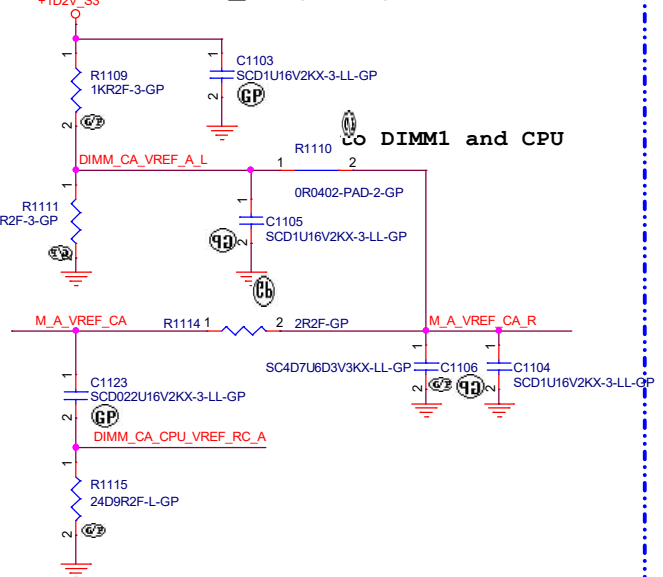 +1D2V_S3
1
R1109
1KR2F-3-GP
2
G/P
1
C1103
SCD1U16V2KX-3-LL-GP
2
GP
to DIMM1 and CPU
DIMM_CA_VREF_A_L
R1110
1
2
0R0402-PAD-2-GP
1
R1111
R2F-3-GP
2
1
C1105
SCD1U16V2KX-3-LL-GP
2
M_A_VREF_CA
R1114
1
2
2R2F-GP
M_A_VREF_CA_R
1
C1123
SCD022U16V2KX-3-LL-GP
2
GP
1
SC4D7U6D3V3KX-LL-GP
C1106
2
G/P
1
C1104
SCD1U16V2KX-3-LL-GP
2
DIMM_CA_CPU_VREF_RC_A
1
R1115
24D9R2F-L-GP
2
G/P